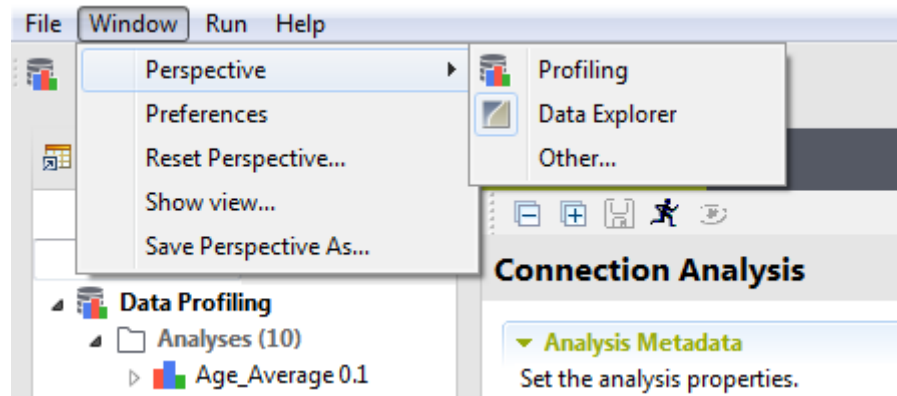 File Window Run Help
Perspective
Preferences
Reset Perspective...
Show view...
Save Perspective As...
Profiling
Data Explorer
Other...
Connection Analysis
Analysis Metadata
Set the analysis properties.
Data Profiling
Analyses (10)
Age_Average 0.1